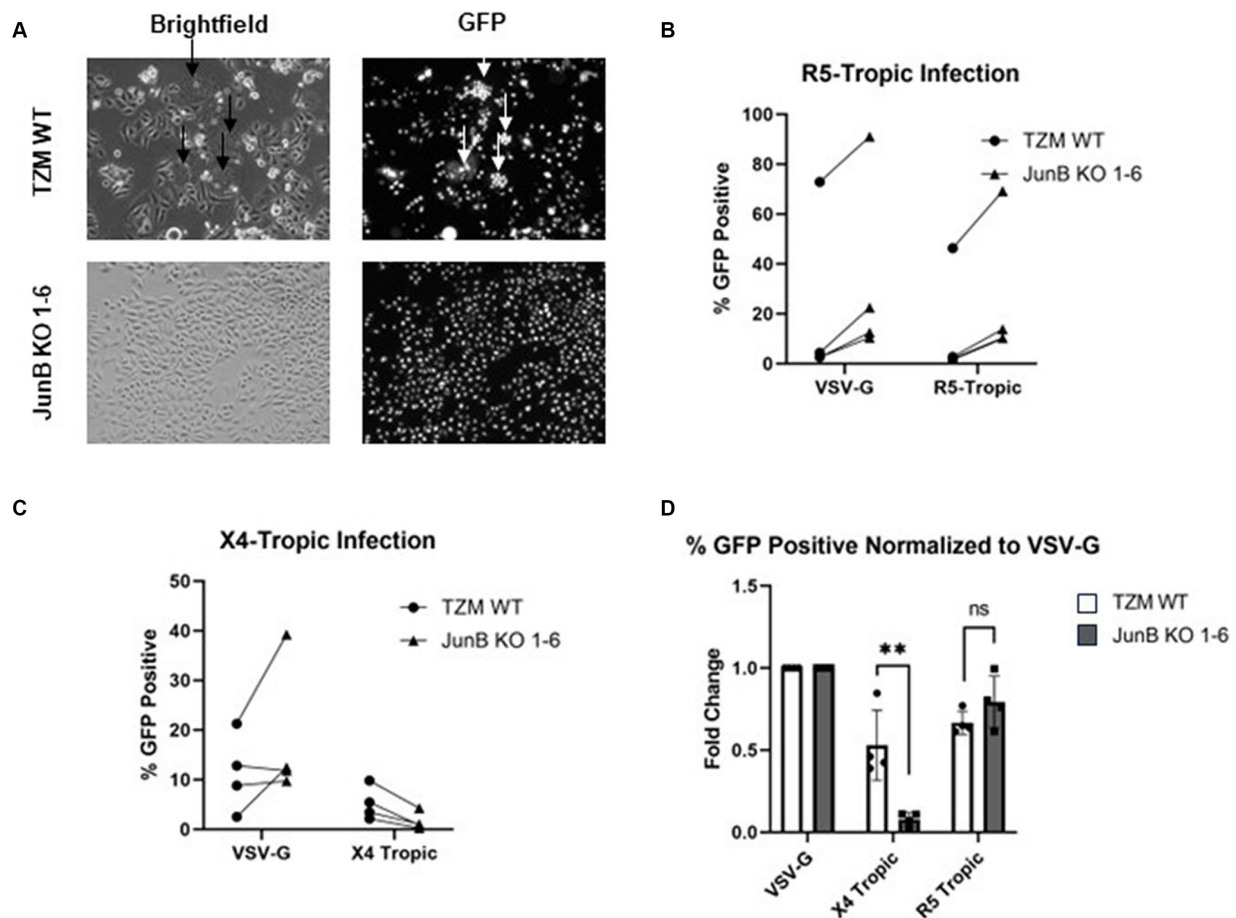 A
Brightfield
GFP
TZM WT
JunB KO 1-6
B
R5-Tropic Infection
100
80
60
40
20
0
% GFP Positive
TZM WT
JunB KO 1-6
VSV-G
R5-Tropic
C
X4-Tropic Infection
50
40
30
20
10
0
% GFP Positive
TZM WT
JunB KO 1-6
VSV-G
X4 Tropic
D
% GFP Positive Normalized to VSV-G
1.5
1.0
0.5
0.0
Fold Change
**
ns
TZM WT
JunB KO 1-6
VSV-G
X4 Tropic
R5 Tropic